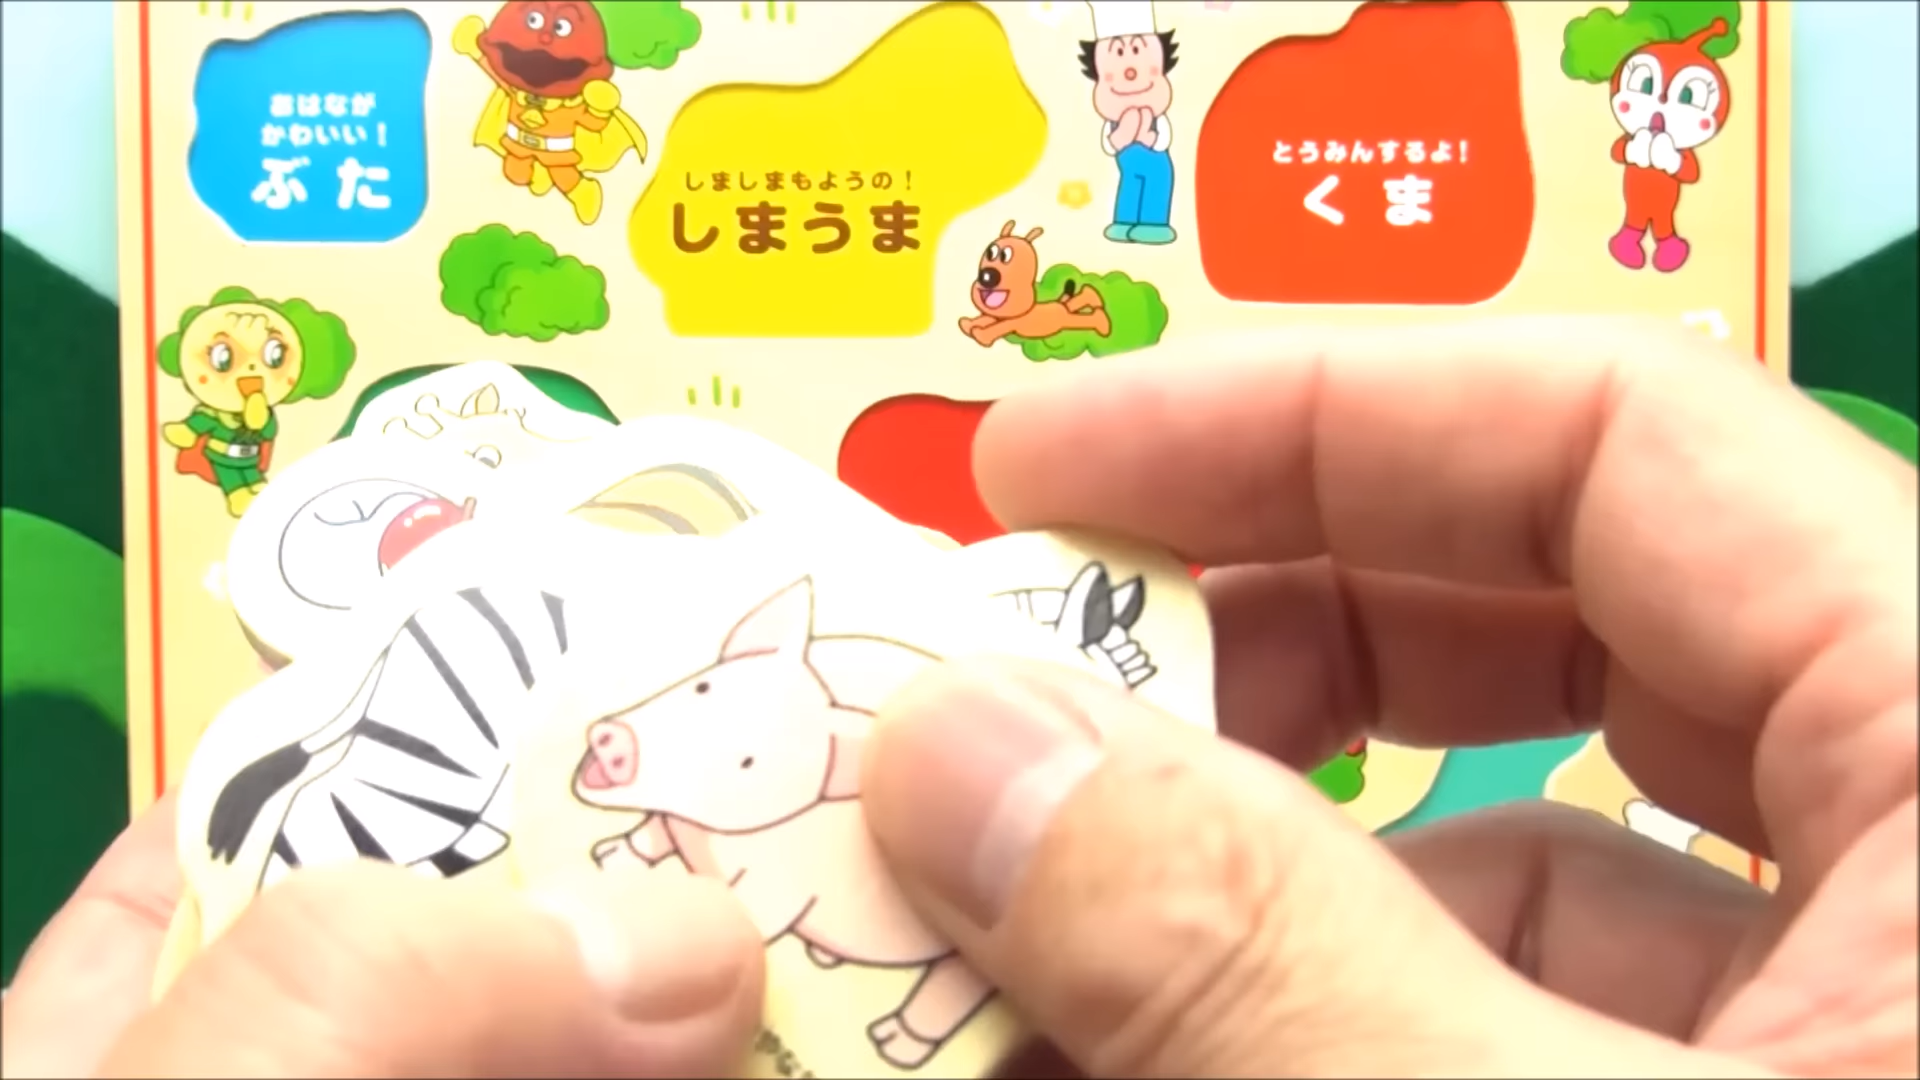 おはなが
かわいい！
ぶた
しましまもようの！
しまうま
とうみんするよ！
くま